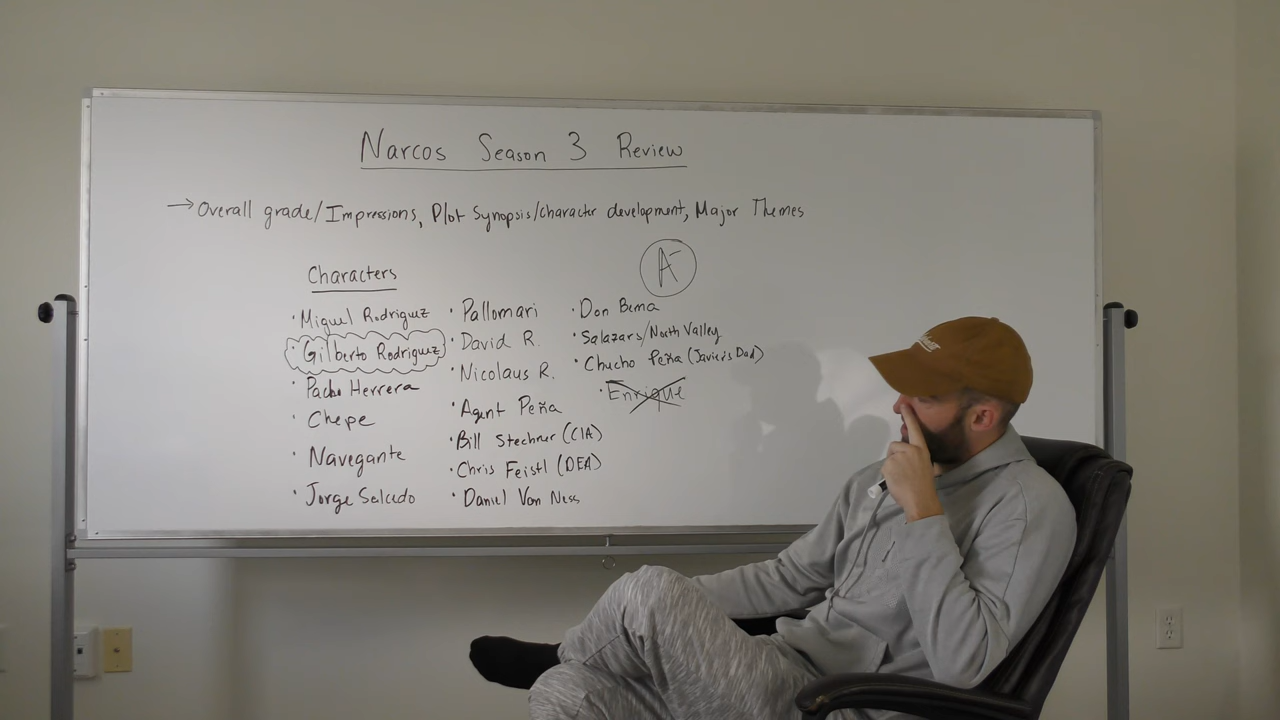 Narcos Season 3 Review
→ Overall grade/Impressions, Plot Synopsis/character development, Major Themes
A-
Characters
· Miguel Rodriguez
· Gilberto Rodriguez
· Pacho Herrera
· Chepe
· Navegante
· Jorge Salcedo
· Pallomari
· David R.
· Nicolaus R.
· Agent Peña
· Bill Stechner (CIA)
· Chris Feistl (DEA)
· Daniel Van Ness
· Don Berna
· Salazars/North Valley
· Chucho Peña (Javier's Dad)
· Enrique